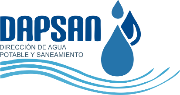 DAPSAN
DIRECCIÓN DE AGUA
POTABLE Y SANEAMIENTO